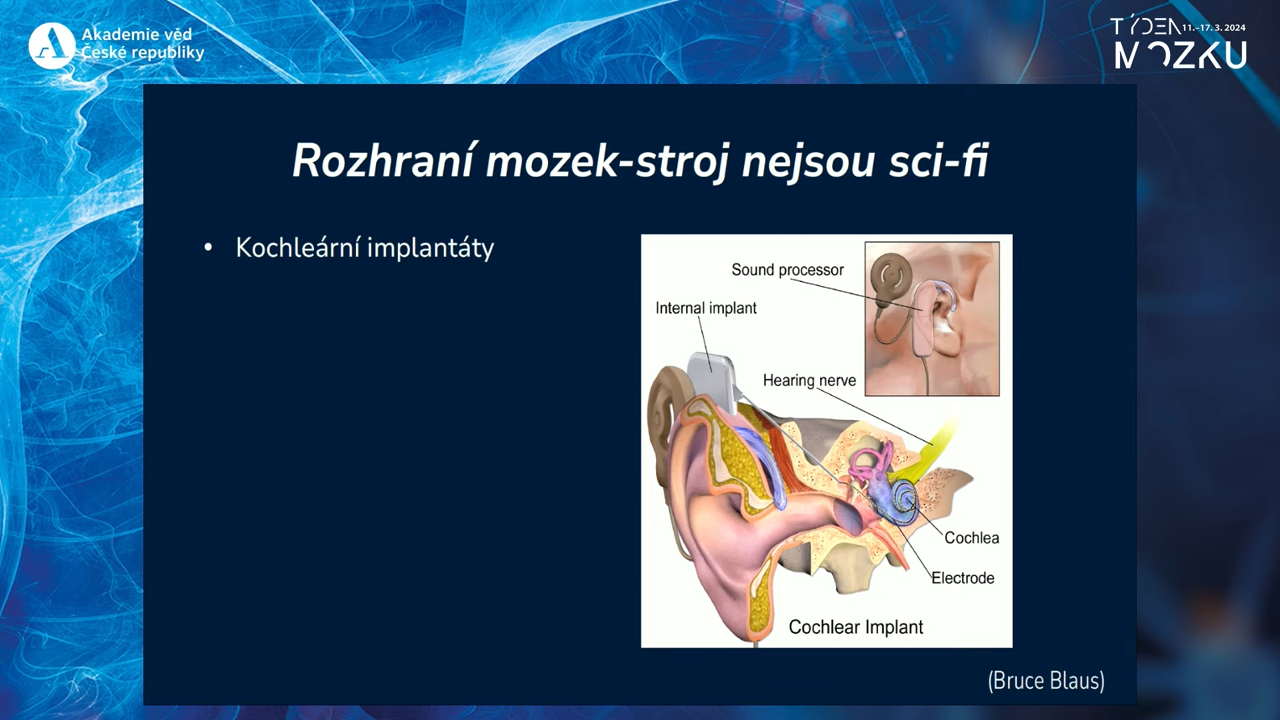 Akademie věd
České republiky
TÝDEN 11.–17. 3. 2024
MOZKU
Rozhraní mozek-stroj nejsou sci-fi
• Kochleární implantáty
Sound processor
Internal implant
Hearing nerve
Cochlea
Electrode
Cochlear Implant
(Bruce Blaus)